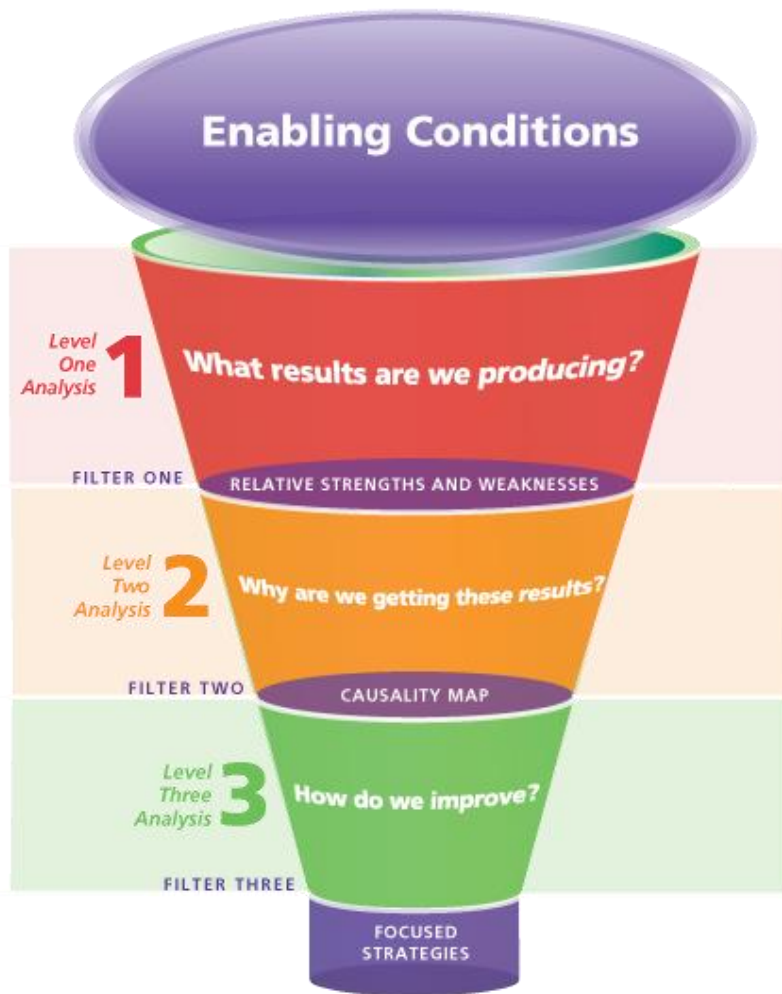 Enabling Conditions
Level
One
Analysis
1
What results are we producing?
FILTER ONE
RELATIVE STRENGTHS AND WEAKNESSES
Level
Two
Analysis
2
Why are we getting these results?
FILTER TWO
CAUSALITY MAP
Level
Three
Analysis
3
How do we improve?
FILTER THREE
FOCUSED
STRATEGIES